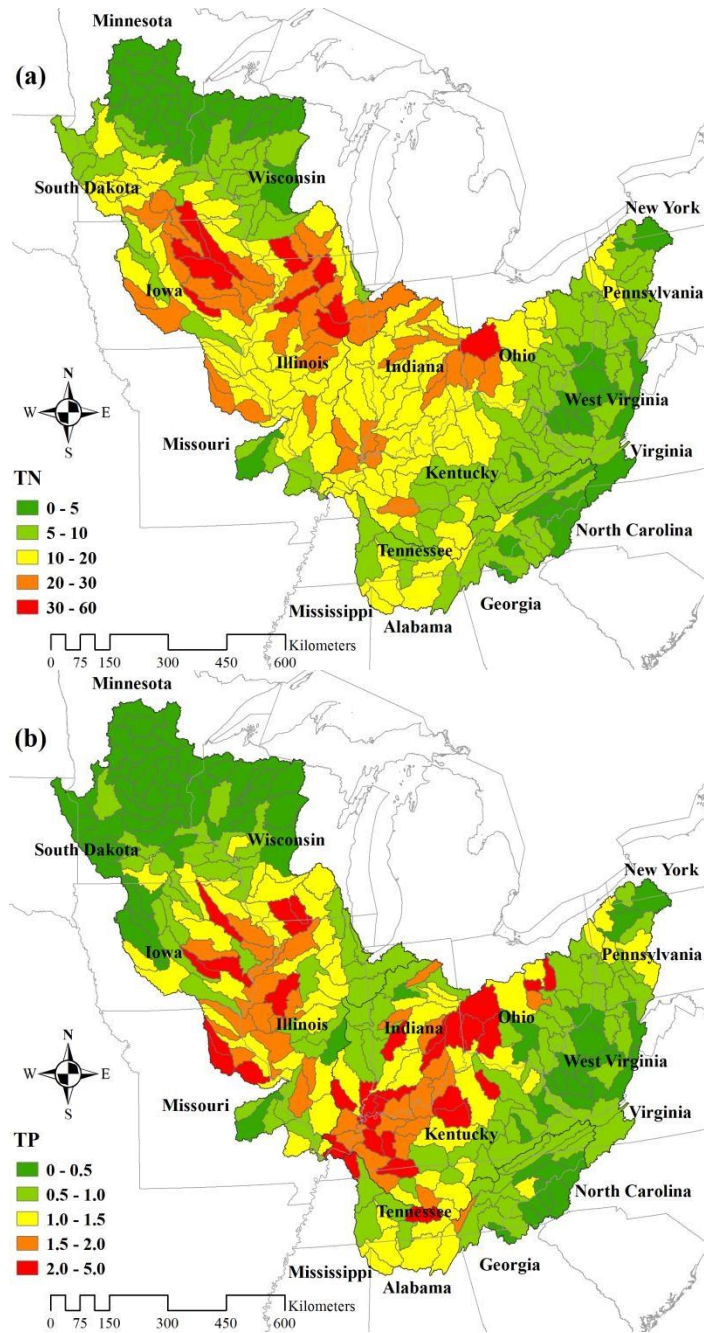 Minnesota
(a)
South Dakota
Wisconsin
New York
Iowa
Pennsylvania
Illinois
Indiana
Ohio
N
W E
S
West Virginia
Missouri
Virginia
Kentucky
TN
0 - 5
5 - 10
10 - 20
20 - 30
30 - 60
North Carolina
Tennessee
Mississippi
Georgia
Alabama
Kilometers
0 75 150 300 450 600
Minnesota
(b)
South Dakota
Wisconsin
New York
Iowa
Pennsylvania
Illinois
Indiana
Ohio
N
W E
S
West Virginia
Missouri
Virginia
Kentucky
TP
0 - 0.5
0.5 - 1.0
1.0 - 1.5
1.5 - 2.0
2.0 - 5.0
North Carolina
Tennessee
Mississippi
Georgia
Alabama
Kilometers
0 75 150 300 450 600